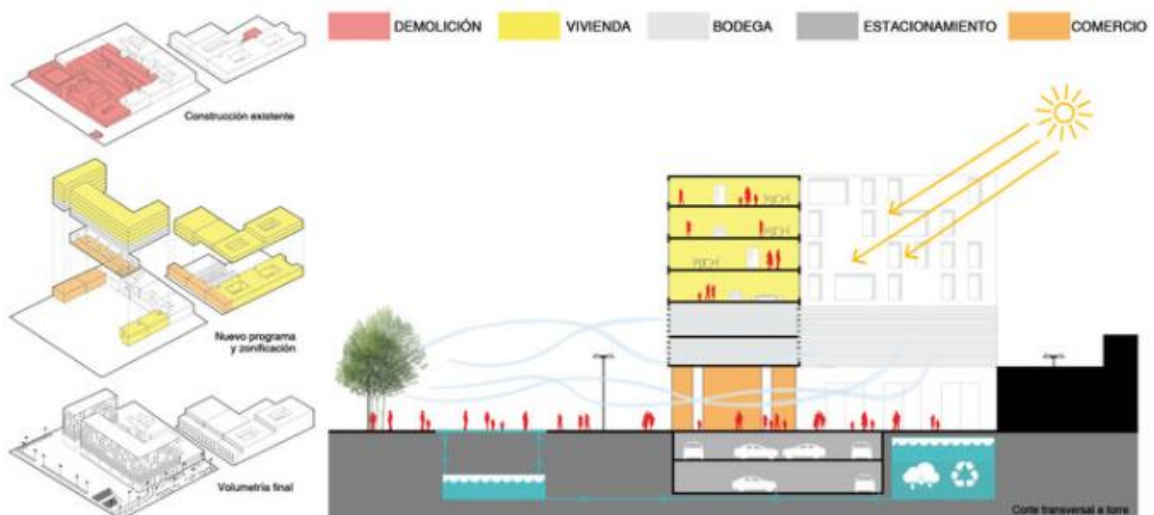 DEMOLICIÓN
VIVIENDA
BODEGA
ESTACIONAMIENTO
COMERCIO
Construcción existente
Nuevo programa
y zonificación
Volumetría final
Corte transversal a torre